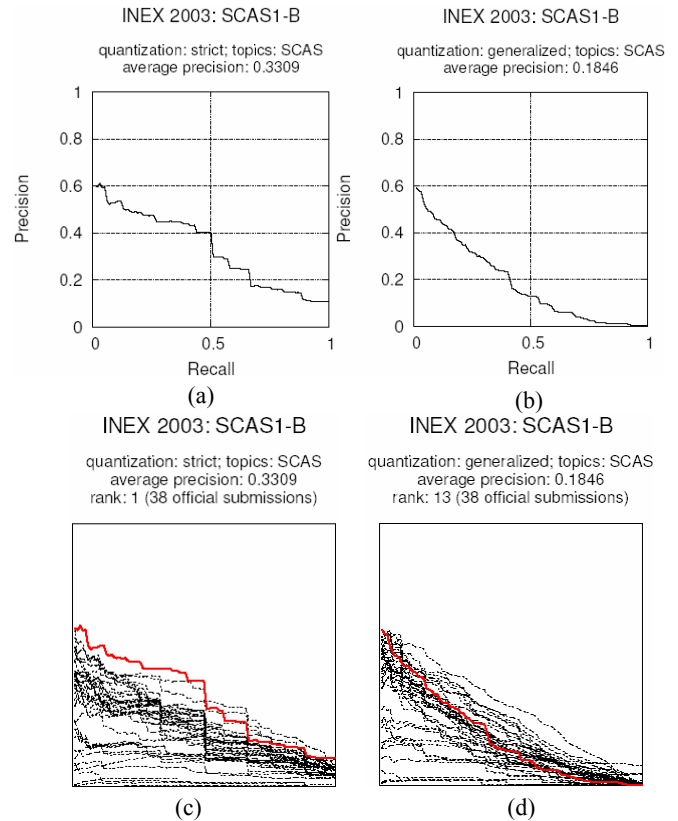 INEX 2003: SCAS1-B
quantization: strict; topics: SCAS
average precision: 0.3309
1
0.8
0.6
0.4
0.2
0
Precision
0
0.5
1
Recall
(a)
INEX 2003: SCAS1-B
quantization: generalized; topics: SCAS
average precision: 0.1846
1
0.8
0.6
0.4
0.2
0
Precision
0
0.5
1
Recall
(b)
INEX 2003: SCAS1-B
quantization: strict; topics: SCAS
average precision: 0.3309
rank: 1 (38 official submissions)
(c)
INEX 2003: SCAS1-B
quantization: generalized; topics: SCAS
average precision: 0.1846
rank: 13 (38 official submissions)
(d)